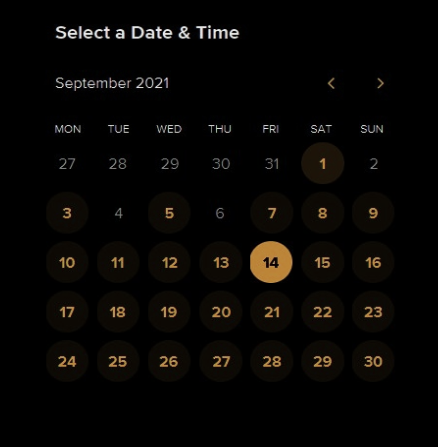 Select a Date & Time
September 2021
MON TUE WED THU FRI SAT SUN
27 28 29 30 31 1 2
3 4 5 6 7 8 9
10 11 12 13 14 15 16
17 18 19 20 21 22 23
24 25 26 27 28 29 30